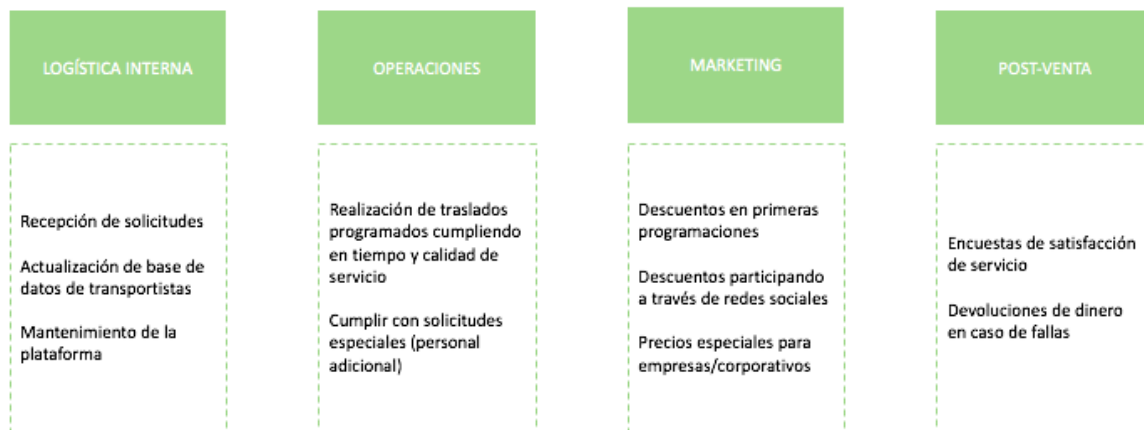 LOGÍSTICA INTERNA
Recepción de solicitudes
Actualización de base de
datos de transportistas
Mantenimiento de la
plataforma
OPERACIONES
Realización de traslados
programados cumpliendo
en tiempo y calidad de
servicio
Cumplir con solicitudes
especiales (personal
adicional)
MARKETING
Descuentos en primeras
programaciones
Descuentos participando
a través de redes sociales
Precios especiales para
empresas/corporativos
POST-VENTA
Encuestas de satisfacción
de servicio
Devoluciones de dinero
en caso de fallas